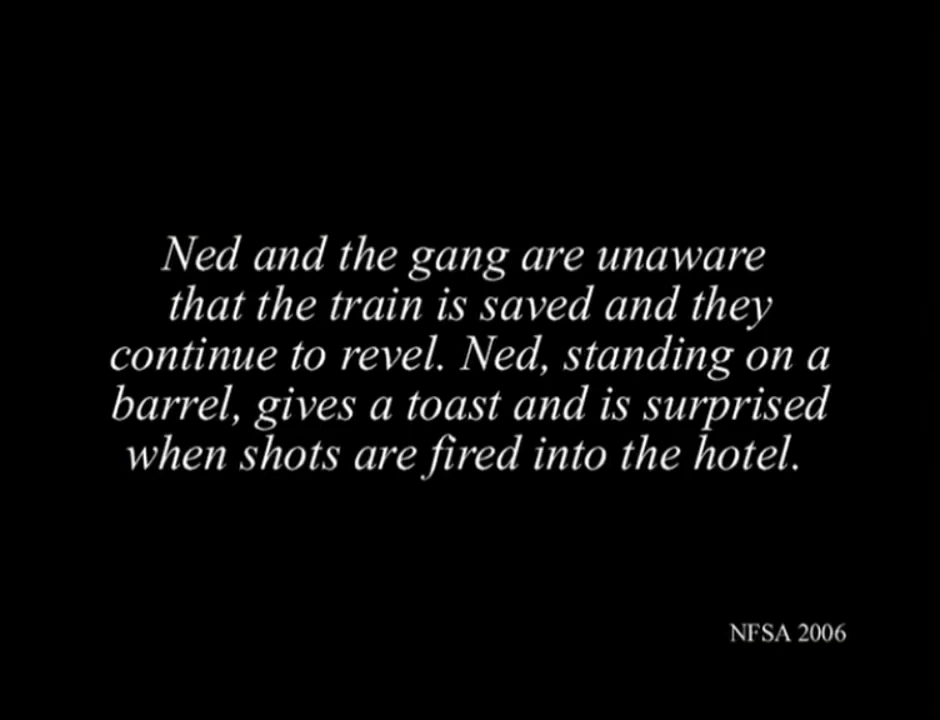 Ned and the gang are unaware
that the train is saved and they
continue to revel. Ned, standing on a
barrel, gives a toast and is surprised
when shots are fired into the hotel.
NFSA 2006